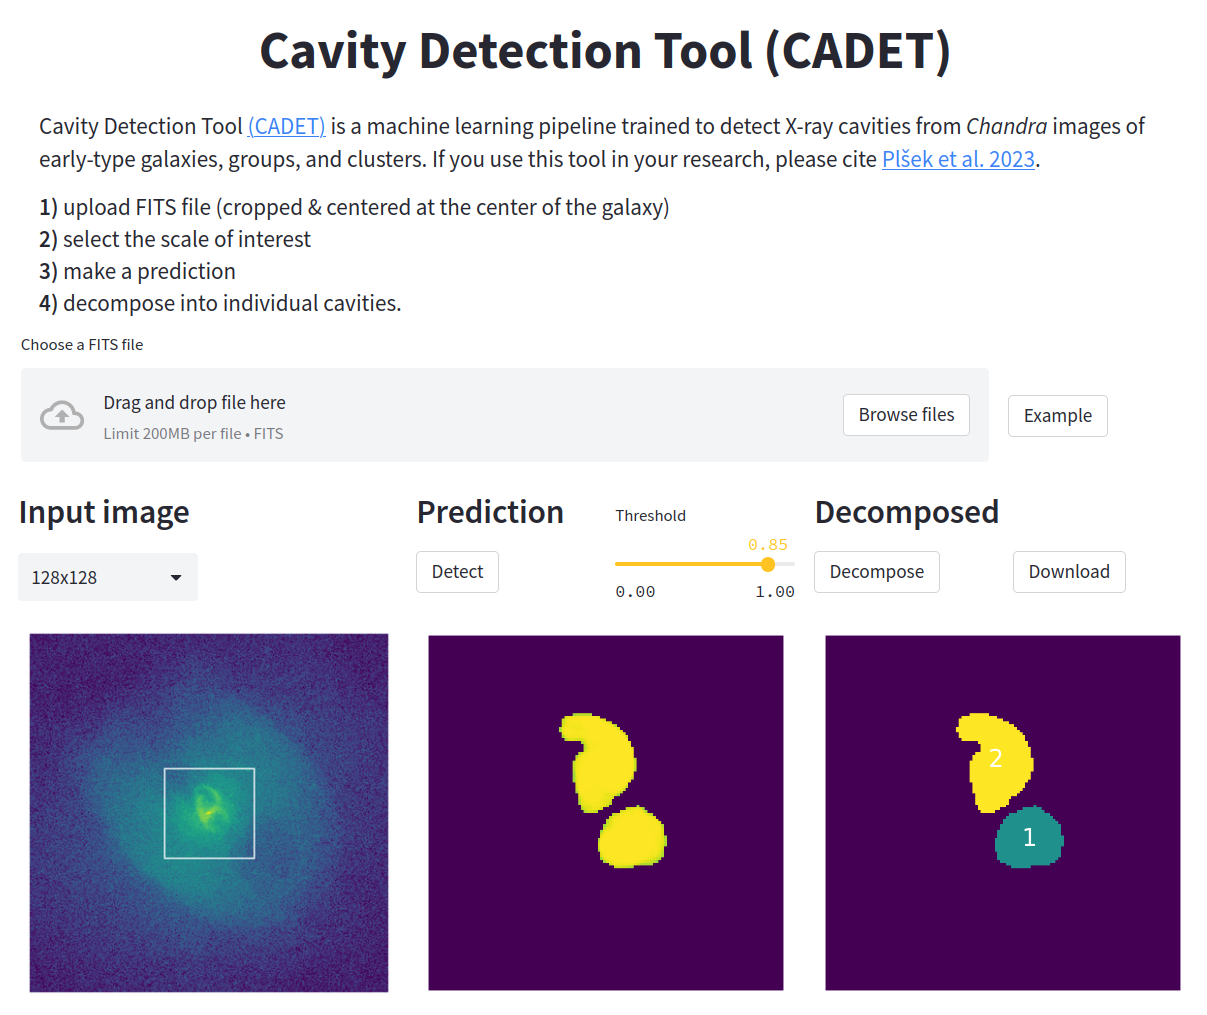 Cavity Detection Tool (CADET)
Cavity Detection Tool (CADET) is a machine learning pipeline trained to detect X-ray cavities from Chandra images of
early-type galaxies, groups, and clusters. If you use this tool in your research, please cite Plšek et al. 2023.
1) upload FITS file (cropped & centered at the center of the galaxy)
2) select the scale of interest
3) make a prediction
4) decompose into individual cavities.
Choose a FITS file
Drag and drop file here
Limit 200MB per file • FITS
Browse files
Example
Input image
128x128
Prediction
Detect
Threshold
0.85
0.00
1.00
Decomposed
Decompose
Download
2
1